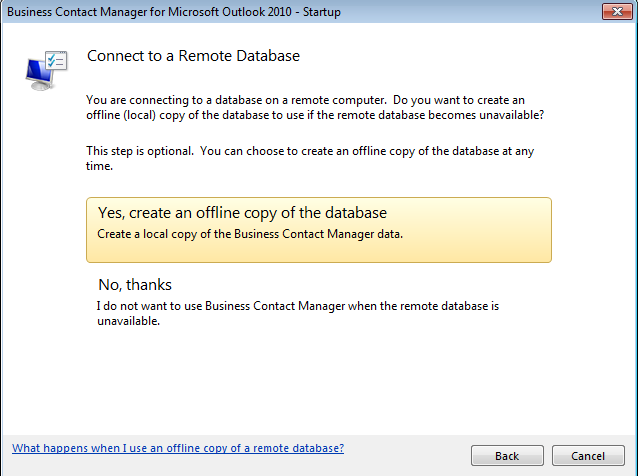 Business Contact Manager for Microsoft Outlook 2010 - Startup
Connect to a Remote Database
You are connecting to a database on a remote computer.  Do you want to create an
offline (local) copy of the database to use if the remote database becomes unavailable?
This step is optional.  You can choose to create an offline copy of the database at any
time.
Yes, create an offline copy of the database
Create a local copy of the Business Contact Manager data.
No, thanks
I do not want to use Business Contact Manager when the remote database is
unavailable.
What happens when I use an offline copy of a remote database?
Back
Cancel